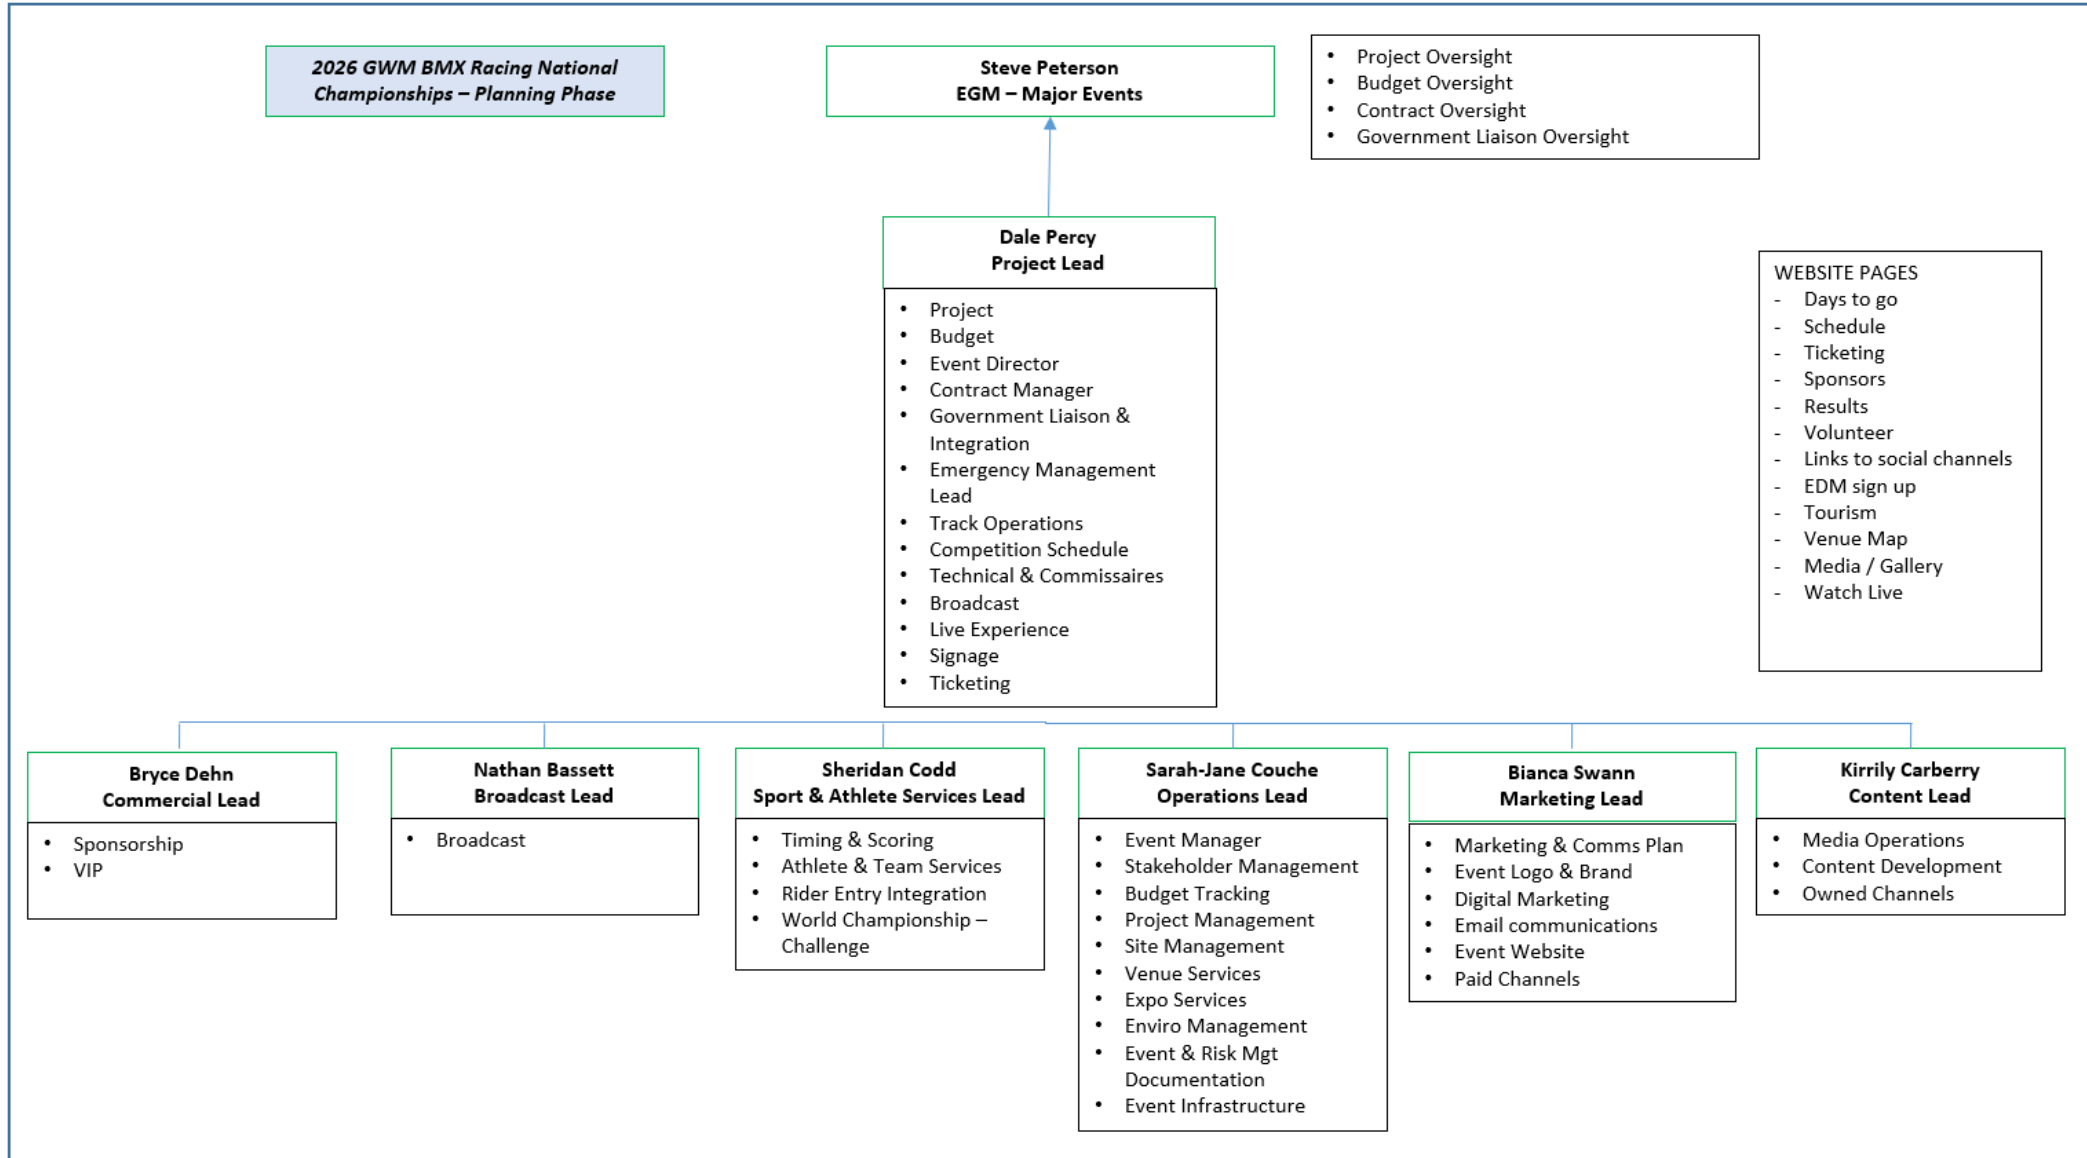 2026 GWM BMX Racing National
Championships – Planning Phase
Steve Peterson
EGM – Major Events
• Project Oversight
• Budget Oversight
• Contract Oversight
• Government Liaison Oversight
Dale Percy
Project Lead
• Project
• Budget
• Event Director
• Contract Manager
• Government Liaison &
Integration
• Emergency Management
Lead
• Track Operations
• Competition Schedule
• Technical & Commissaires
• Broadcast
• Live Experience
• Signage
• Ticketing
WEBSITE PAGES
- Days to go
- Schedule
- Ticketing
- Sponsors
- Results
- Volunteer
- Links to social channels
- EDM sign up
- Tourism
- Venue Map
- Media / Gallery
- Watch Live
Bryce Dehn
Commercial Lead
• Sponsorship
• VIP
Nathan Bassett
Broadcast Lead
• Broadcast
Sheridan Codd
Sport & Athlete Services Lead
• Timing & Scoring
• Athlete & Team Services
• Rider Entry Integration
• World Championship –
Challenge
Sarah-Jane Couche
Operations Lead
• Event Manager
• Stakeholder Management
• Budget Tracking
• Project Management
• Site Management
• Venue Services
• Expo Services
• Enviro Management
• Event & Risk Mgt
Documentation
• Event Infrastructure
Bianca Swann
Marketing Lead
• Marketing & Comms Plan
• Event Logo & Brand
• Digital Marketing
• Email communications
• Event Website
• Paid Channels
Kirrily Carberry
Content Lead
• Media Operations
• Content Development
• Owned Channels